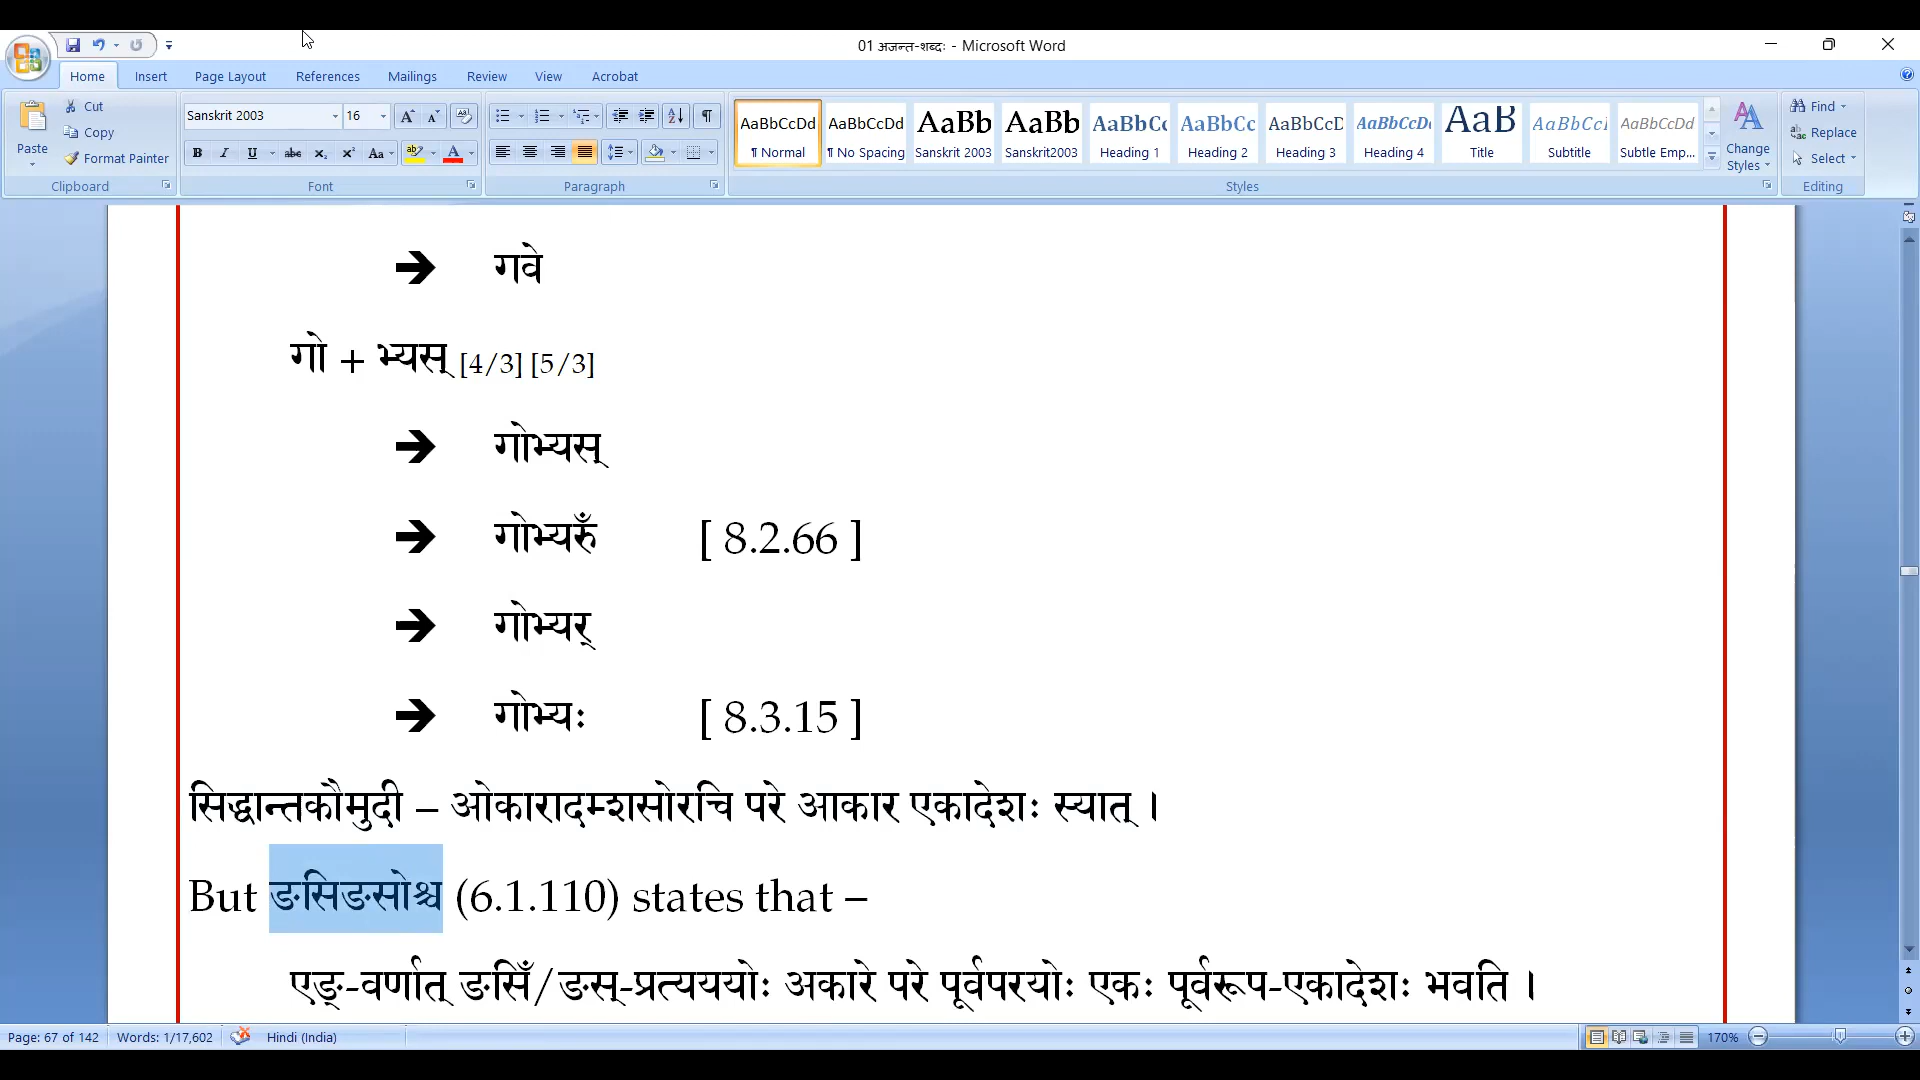 01 अजन्त-शब्दः - Microsoft Word
Home Insert Page Layout References Mailings Review View Acrobat
Paste
Cut
Copy
Format Painter
Clipboard
Sanskrit 2003 16
Font
Paragraph
AaBbCcDd AaBbCcDd AaBb AaBb AaBbCc AaBbCc AaBbCcD AaBbCcD AaB AaBbCcI AaBbCcDd
¶ Normal ¶ No Spacing Sanskrit 2003 Sanskrit2003 Heading 1 Heading 2 Heading 3 Heading 4 Title Subtitle Subtle Emp...
Change Styles
Styles
Find
Replace
Select
Editing
➔ गवे
गो + भ्यस् [4/3] [5/3]
➔ गोभ्यस्
➔ गोभ्यरुँ [ 8.2.66 ]
➔ गोभ्यर्
➔ गोभ्यः [ 8.3.15 ]
सिद्धान्तकौमुदी – ओकारादम्शसोरचि परे आकार एकादेशः स्यात् ।
But ङसिङसोश्च (6.1.110) states that –
एङ्-वर्णात् ङसिँ/ङस्-प्रत्यययोः अकारे परे पूर्वपरयोः एकः पूर्वरूप-एकादेशः भवति ।
Page: 67 of 142 Words: 1/17,602 Hindi (India) 170%